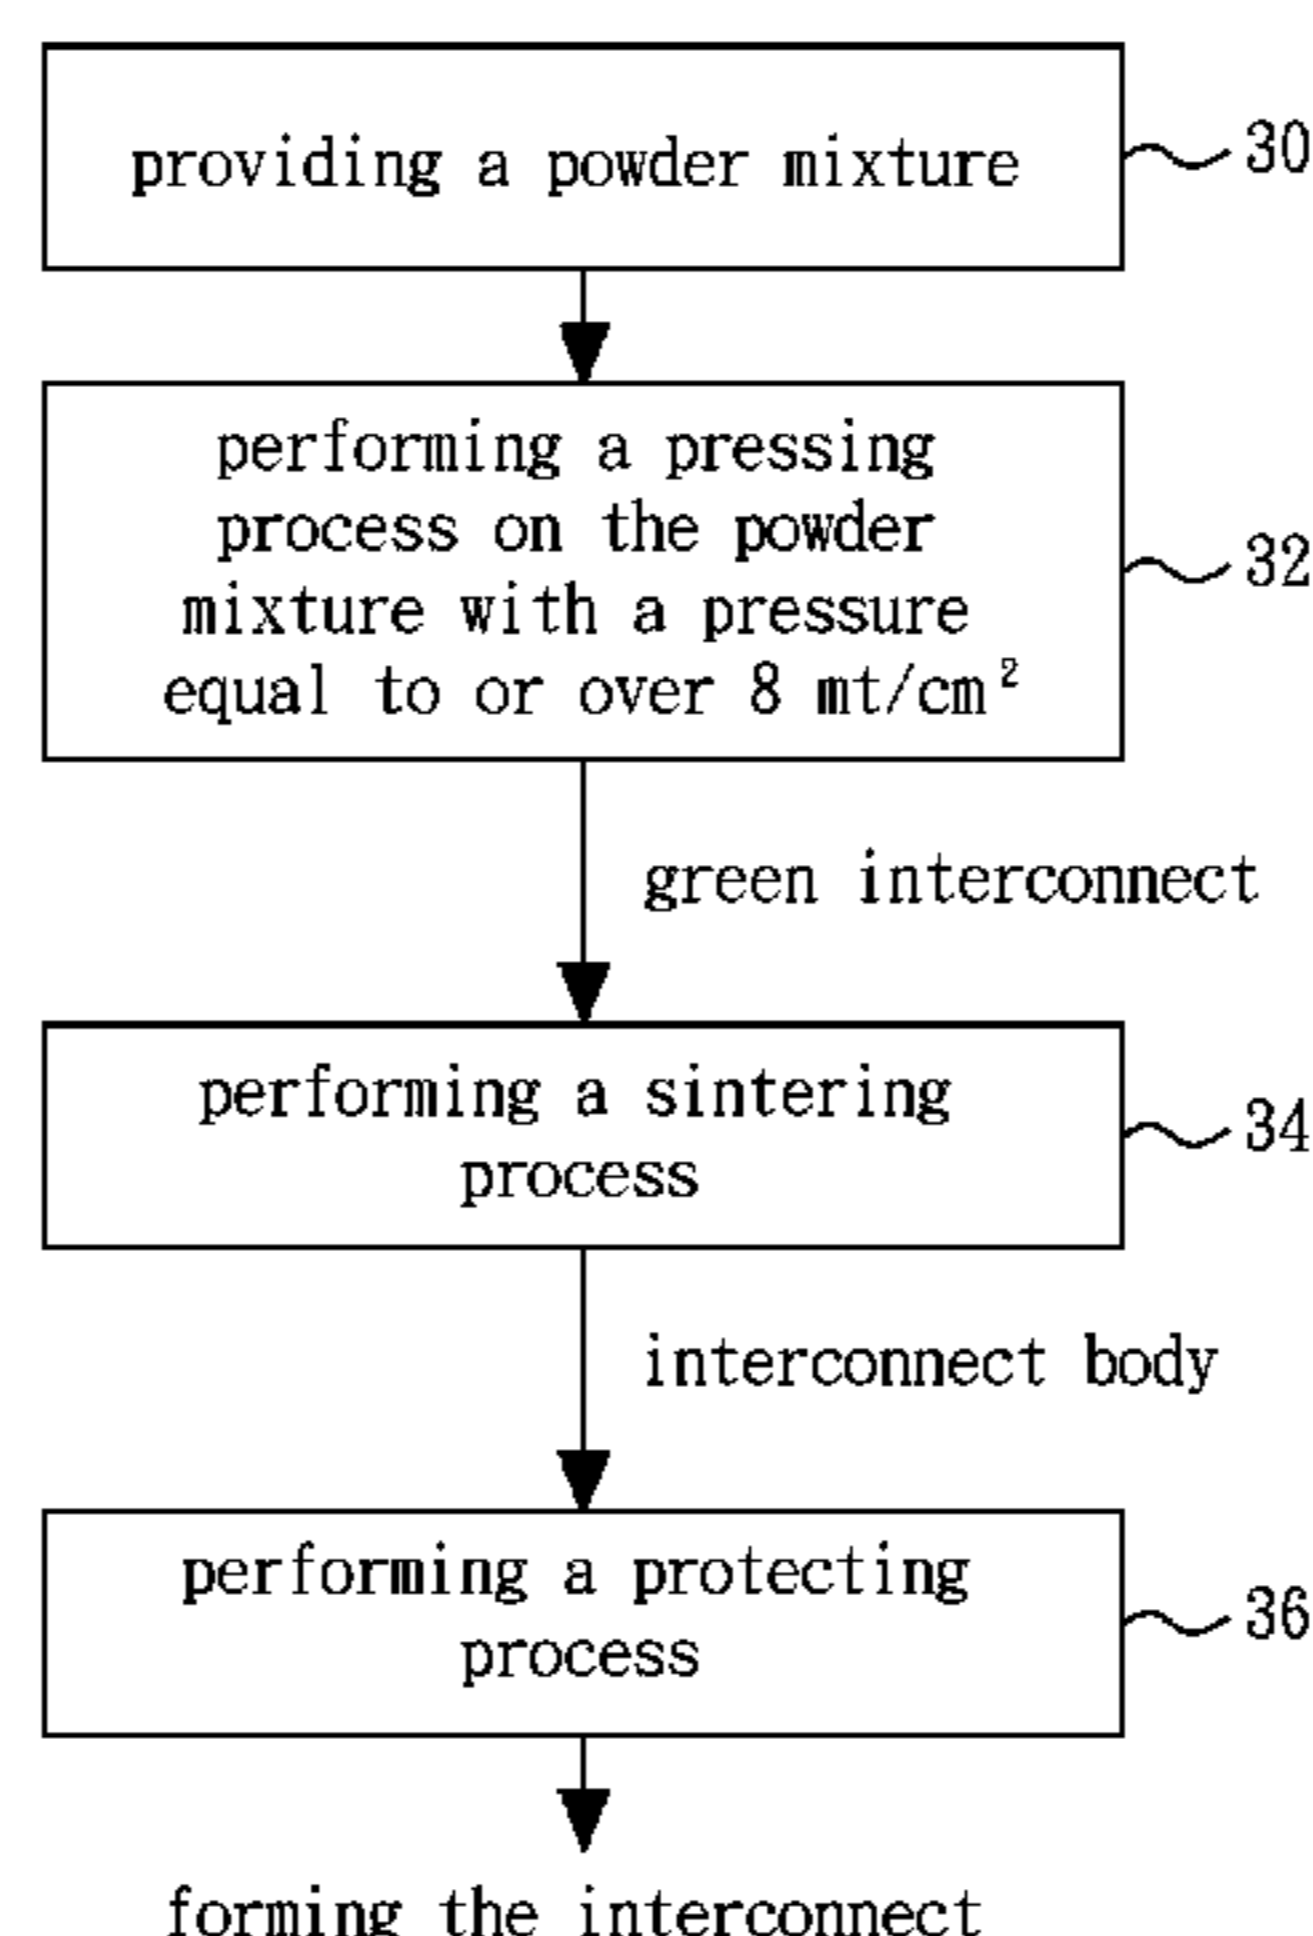 providing a powder mixture
30
performing a pressing
process on the powder
mixture with a pressure
equal to or over 8 mt/cm²
32
green interconnect
performing a sintering
process
34
interconnect body
performing a protecting
process
36
forming the interconnect